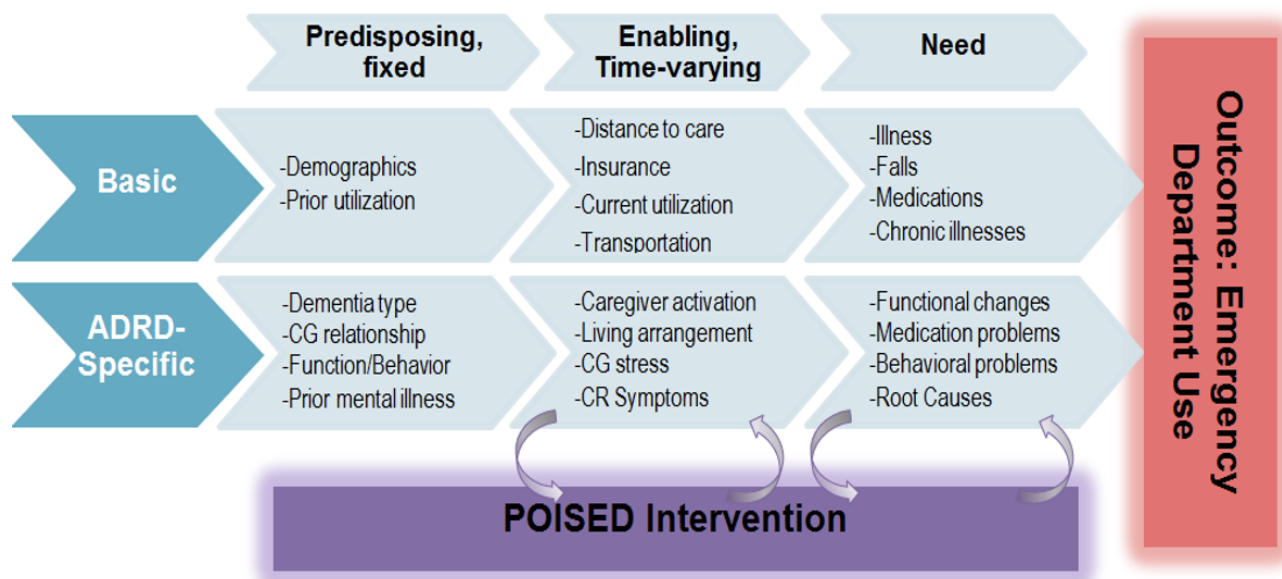 Predisposing,
fixed
Enabling,
Time-varying
Need
Basic
-Demographics
-Prior utilization
-Distance to care
-Insurance
-Current utilization
-Transportation
-Illness
-Falls
-Medications
-Chronic illnesses
ADRD-
Specific
-Dementia type
-CG relationship
-Function/Behavior
-Prior mental illness
-Caregiver activation
-Living arrangement
-CG stress
-CR Symptoms
-Functional changes
-Medication problems
-Behavioral problems
-Root Causes
POISED Intervention
Outcome: Emergency
Department Use